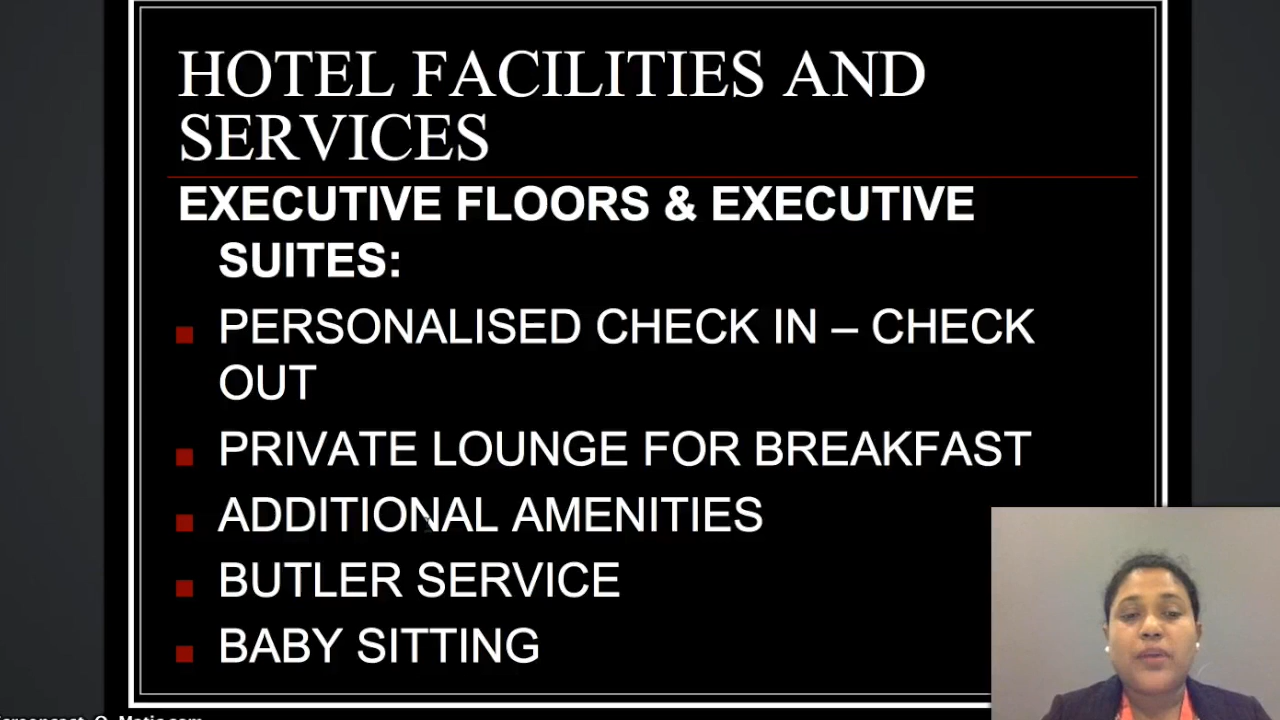 HOTEL FACILITIES AND
SERVICES
EXECUTIVE FLOORS & EXECUTIVE
SUITES:
PERSONALISED CHECK IN – CHECK
OUT
PRIVATE LOUNGE FOR BREAKFAST
ADDITIONAL AMENITIES
BUTLER SERVICE
BABY SITTING